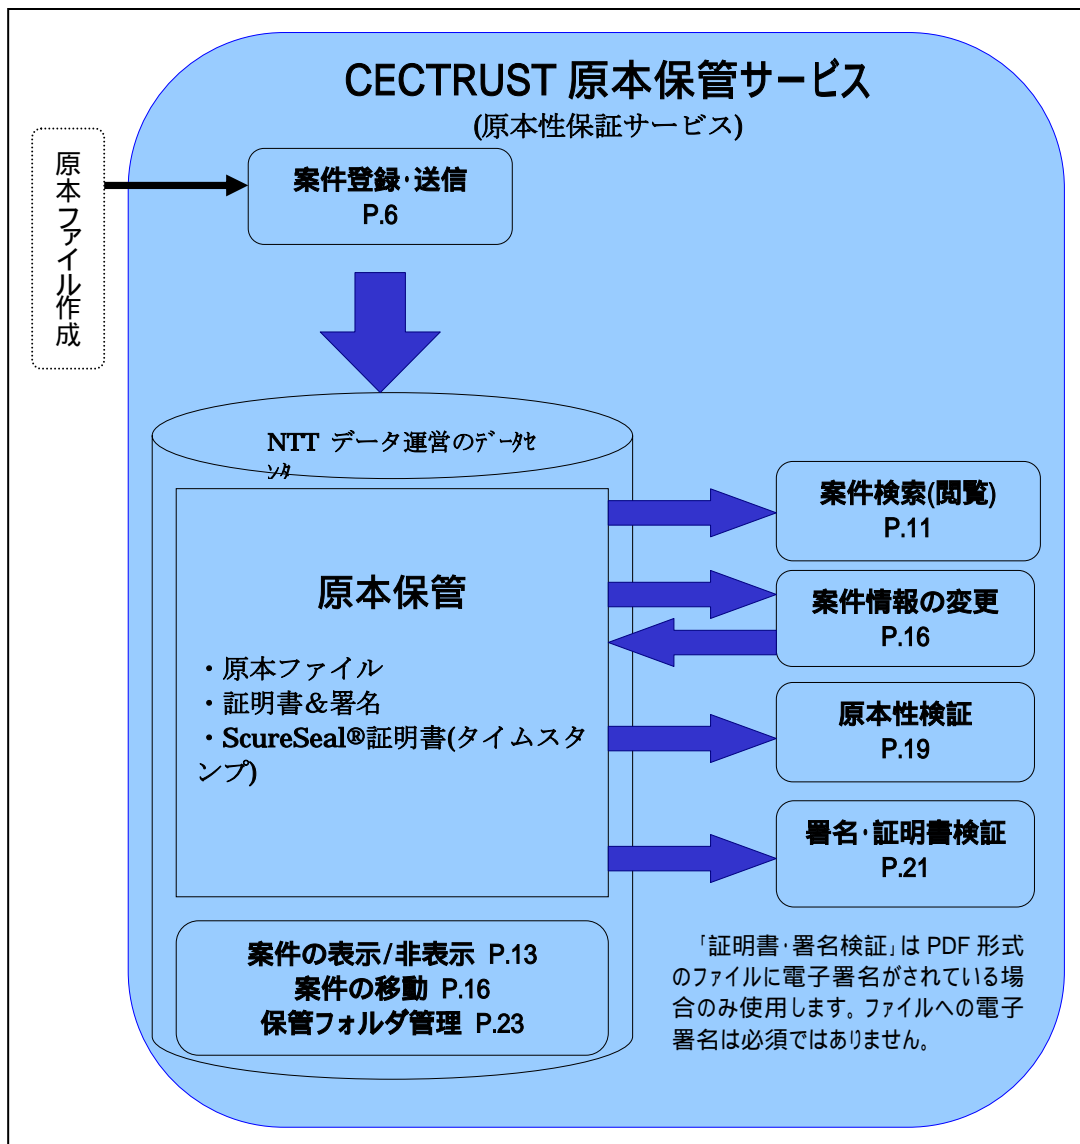 CECTRUST 原本保管サービス
(原本性保証サービス)
原本ファイル作成
案件登録・送信
P.6
NTT データ運営のﾃﾞｰﾀｾ
ﾝﾀ
原本保管
・原本ファイル
・証明書＆署名
・ScureSeal®証明書(タイムスタ
ンプ)
案件の表示/非表示 P.13
案件の移動 P.16
保管フォルダ管理 P.23
案件検索(閲覧)
P.11
案件情報の変更
P.16
原本性検証
P.19
署名・証明書検証
P.21
「証明書・署名検証」は PDF 形式
のファイルに電子署名がされている場
合のみ使用します。ファイルへの電子
署名は必須ではありません。